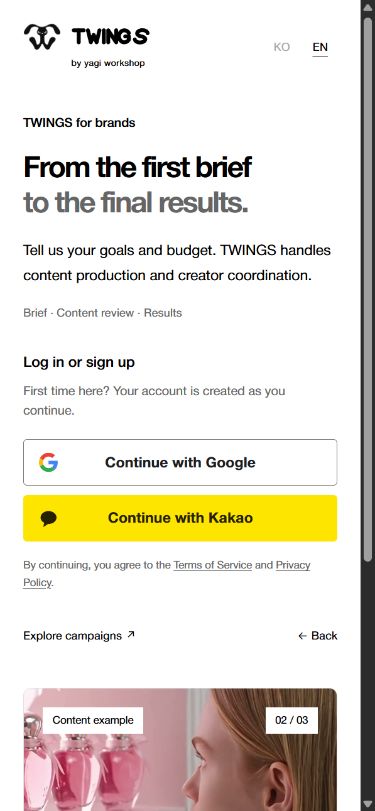 TWINGS
by yagi workshop
KO EN
TWINGS for brands
From the first brief
to the final results.
Tell us your goals and budget. TWINGS handles
content production and creator coordination.
Brief · Content review · Results
Log in or sign up
First time here? Your account is created as you
continue.
Continue with Google
Continue with Kakao
By continuing, you agree to the Terms of Service and Privacy
Policy.
Explore campaigns ↗ ← Back
Content example 02 / 03